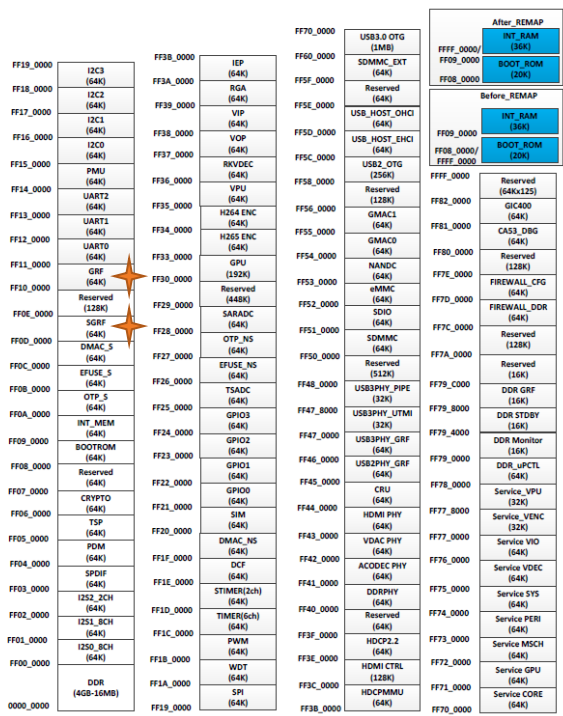 FF19_0000
I2C3
(64K)
FF18_0000
I2C2
(64K)
FF17_0000
I2C1
(64K)
FF16_0000
I2C0
(64K)
FF15_0000
PMU
(64K)
FF14_0000
UART2
(64K)
FF13_0000
UART1
(64K)
FF12_0000
UART0
(64K)
FF11_0000
GRF
(64K)
FF10_0000
Reserved
(128K)
FF0E_0000
SGRF
(64K)
FF0D_0000
DMAC_S
(64K)
FF0C_0000
EFUSE_S
(64K)
FF0B_0000
OTP_S
(64K)
FF0A_0000
INT_MEM
(64K)
FF09_0000
BOOTROM
(64K)
FF08_0000
Reserved
(64K)
FF07_0000
CRYPTO
(64K)
FF06_0000
TSP
(64K)
FF05_0000
PDM
(64K)
FF04_0000
SPDIF
(64K)
FF03_0000
I2S2_2CH
(64K)
FF02_0000
I2S1_8CH
(64K)
FF01_0000
I2S0_8CH
(64K)
FF00_0000
DDR
(4GB-16MB)
0000_0000
FF3B_0000
IEP
(64K)
FF3A_0000
RGA
(64K)
FF39_0000
VIP
(64K)
FF38_0000
VOP
(64K)
FF37_0000
RKVDEC
(64K)
FF36_0000
VPU
(64K)
FF35_0000
H264 ENC
(64K)
FF34_0000
H265 ENC
(64K)
FF33_0000
GPU
(192K)
FF30_0000
Reserved
(448K)
FF29_0000
SARADC
(64K)
FF28_0000
OTP_NS
(64K)
FF27_0000
EFUSE_NS
(64K)
FF26_0000
TSADC
(64K)
FF25_0000
GPIO3
(64K)
FF24_0000
GPIO2
(64K)
FF23_0000
GPIO1
(64K)
FF22_0000
GPIO0
(64K)
FF21_0000
SIM
(64K)
FF20_0000
DMAC_NS
(64K)
FF1F_0000
DCF
(64K)
FF1E_0000
STIMER(2ch)
(64K)
FF1D_0000
TIMER(6ch)
(64K)
FF1C_0000
PWM
(64K)
FF1B_0000
WDT
(64K)
FF1A_0000
SPI
(64K)
FF19_0000
FF70_0000
USB3.0 OTG
(1MB)
FF60_0000
SDMMC_EXT
(64K)
FF5F_0000
Reserved
(64K)
FF5E_0000
USB_HOST_OHCI
(64K)
FF5D_0000
USB_HOST_EHCI
(64K)
FF5C_0000
USB2_OTG
(256K)
FF58_0000
Reserved
(128K)
FF56_0000
GMAC1
(64K)
FF55_0000
GMAC0
(64K)
FF54_0000
NANDC
(64K)
FF53_0000
eMMC
(64K)
FF52_0000
SDIO
(64K)
FF51_0000
SDMMC
(64K)
FF50_0000
Reserved
(512K)
FF48_0000
USB3PHY_PIPE
(32K)
FF47_8000
USB3PHY_UTMI
(32K)
FF47_0000
USB3PHY_GRF
(64K)
FF46_0000
USB2PHY_GRF
(64K)
FF45_0000
CRU
(64K)
FF44_0000
HDMI PHY
(64K)
FF43_0000
VDAC PHY
(64K)
FF42_0000
ACODEC PHY
(64K)
FF41_0000
DDRPHY
(64K)
FF40_0000
Reserved
(64K)
FF3F_0000
HDCP2.2
(64K)
FF3E_0000
HDMI CTRL
(128K)
FF3C_0000
HDCPMMU
(64K)
FF3B_0000
After_REMAP
INT_RAM
(36K)
FFFF_0000/
FF09_0000
BOOT_ROM
(20K)
FF08_0000
Before_REMAP
INT_RAM
(36K)
FF09_0000
BOOT_ROM
(20K)
FF08_0000/
FFFF_0000
FFFF_0000
Reserved
(64Kx125)
FF82_0000
GIC400
(64K)
FF81_0000
CA53_DBG
(64K)
FF80_0000
Reserved
(128K)
FF7E_0000
FIREWALL_CFG
(64K)
FF7D_0000
FIREWALL_DDR
(64K)
FF7C_0000
Reserved
(128K)
FF7A_0000
Reserved
(16K)
FF79_C000
DDR GRF
(16K)
FF79_8000
DDR STDBY
(16K)
FF79_4000
DDR Monitor
(16K)
FF79_0000
DDR_uPCTL
(64K)
FF78_0000
Service_VPU
(32K)
FF77_8000
Service_VENC
(32K)
FF77_0000
Service VIO
(64K)
FF76_0000
Service VDEC
(64K)
FF75_0000
Service SYS
(64K)
FF74_0000
Service PERI
(64K)
FF73_0000
Service MSCH
(64K)
FF72_0000
Service GPU
(64K)
FF71_0000
Service CORE
(64K)
FF70_0000